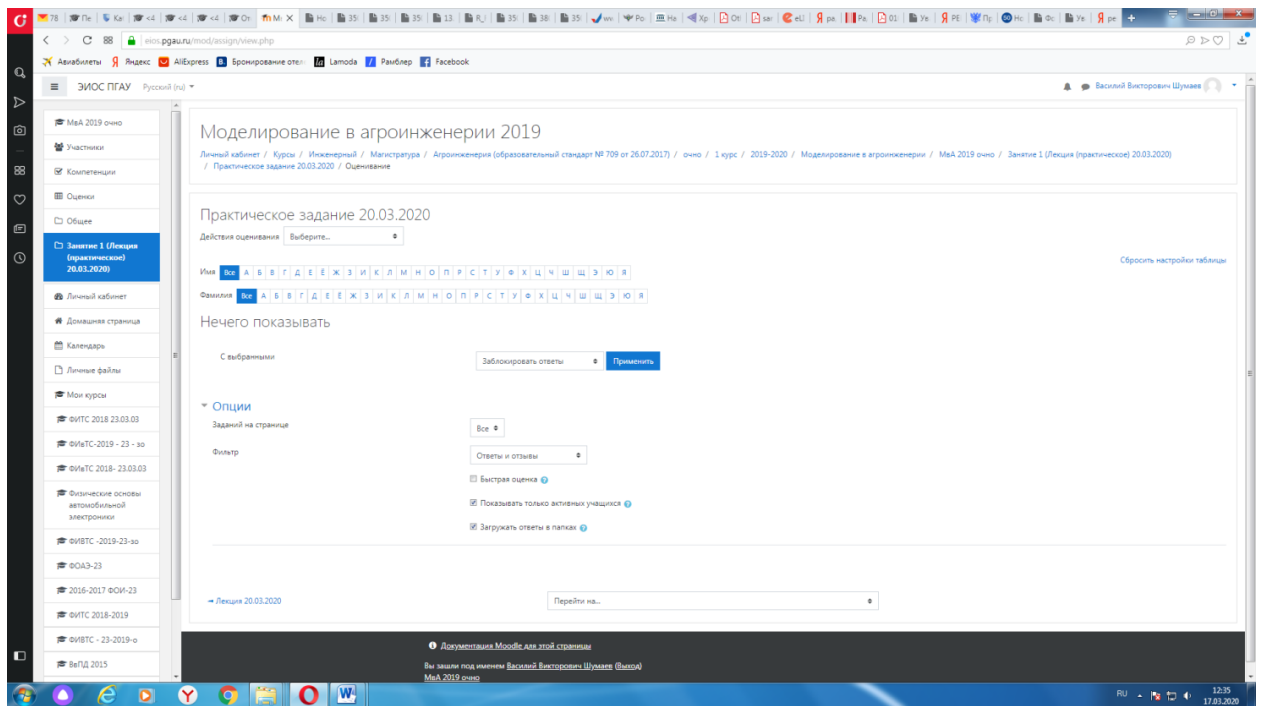 eios.pgau.ru/mod/assign/view.php
Авиабилеты Яндекс AliExpress Бронирование отел Lamoda Рамблер Facebook
ЭИОС ПГАУ Русский (ru)
Василий Викторович Шумаев
МвА 2019 очно
Участники
Компетенции
Оценки
Общее
Занятие 1 (Лекция
(практическое)
20.03.2020)
Личный кабинет
Домашняя страница
Календарь
Личные файлы
Мои курсы
ФИТС 2018 23.03.03
ФИвТС-2019 - 23 - зо
ФИвТС 2018- 23.03.03
Физические основы
автомобильной
электроники
ФИВТС -2019-23-зо
ФОАЭ-23
2016-2017 ФОИ-23
ФИТС 2018-2019
ФИВТС - 23-2019-о
ВвПД 2015
Моделирование в агроинженерии 2019
Личный кабинет / Курсы / Инженерный / Магистратура / Агроинженерия (образовательный стандарт № 709 от 26.07.2017) / очно / 1 курс / 2019-2020 / Моделирование в агроинженерии / МвА 2019 очно / Занятие 1 (Лекция (практическое) 20.03.2020)
/ Практическое задание 20.03.2020 / Оценивание
Практическое задание 20.03.2020
Действия оценивания Выберите...
Сбросить настройки таблицы
Имя Все А Б В Г Д Е Ё Ж З И К Л М Н О П Р С Т У Ф Х Ц Ч Ш Щ Э Ю Я
Фамилия Все А Б В Г Д Е Ё Ж З И К Л М Н О П Р С Т У Ф Х Ц Ч Ш Щ Э Ю Я
Нечего показывать
С выбранными Заблокировать ответы Применить
Опции
Заданий на странице Все
Фильтр Ответы и отзывы
Быстрая оценка
Показывать только активных учащихся
Загружать ответы в папках
Лекция 20.03.2020 Перейти на...
Документация Moodle для этой страницы
Вы зашли под именем Василий Викторович Шумаев (Выход)
МвА 2019 очно
RU 12:35
17.03.2020